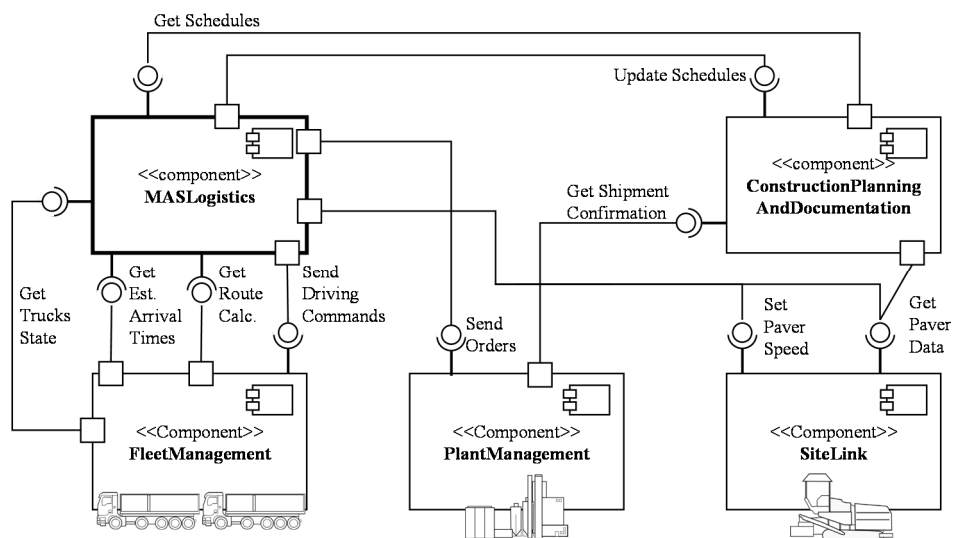 Get Schedules
Update Schedules
<<component>>
MASLogistics
<<component>>
ConstructionPlanning
AndDocumentation
Get Shipment
Confirmation
Get
Trucks
State
Get
Est.
Arrival
Times
Get
Route
Calc.
Send
Driving
Commands
Send
Orders
Set
Paver
Speed
Get
Paver
Data
<<Component>>
FleetManagement
<<Component>>
PlantManagement
<<Component>>
SiteLink